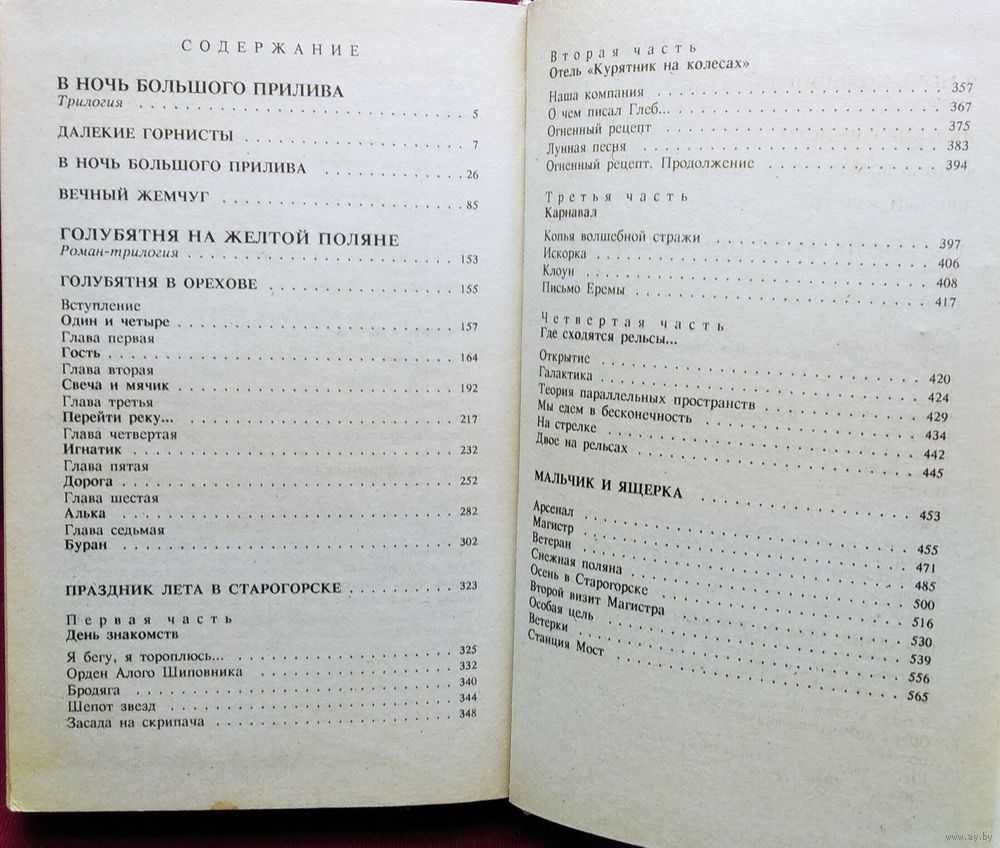 СОДЕРЖАНИЕ
В НОЧЬ БОЛЬШОГО ПРИЛИВА
Трилогия . . . . . . . . . . 5
ДАЛЕКИЕ ГОРНИСТЫ . . . . . . . . . . 7
В НОЧЬ БОЛЬШОГО ПРИЛИВА . . . . . . . . . . 26
ВЕЧНЫЙ ЖЕМЧУГ . . . . . . . . . . 85
ГОЛУБЯТНЯ НА ЖЕЛТОЙ ПОЛЯНЕ
Роман-трилогия . . . . . . . . . . 153
ГОЛУБЯТНЯ В ОРЕХОВЕ . . . . . . . . . . 155
Вступление
Один и четыре . . . . . . . . . . 157
Глава первая
Гость . . . . . . . . . . 164
Глава вторая
Свеча и мячик . . . . . . . . . . 192
Глава третья
Перейти реку... . . . . . . . . . . 217
Глава четвертая
Игнатик . . . . . . . . . . 232
Глава пятая
Дорога . . . . . . . . . . 252
Глава шестая
Алька . . . . . . . . . . 282
Глава седьмая
Буран . . . . . . . . . . 302
ПРАЗДНИК ЛЕТА В СТАРОГОРСКЕ . . . . . . . . . . 323
Первая часть
День знакомств
Я бегу, я тороплюсь... . . . . . . . . . . 325
Орден Алого Шиповника . . . . . . . . . . 332
Бродяга . . . . . . . . . . 340
Шепот звезд . . . . . . . . . . 344
Засада на скрипача . . . . . . . . . . 348
Вторая часть
Отель «Курятник на колесах»
Наша компания . . . . . . . . . . 357
О чем писал Глеб... . . . . . . . . . . 367
Огненный рецепт . . . . . . . . . . 375
Лунная песня . . . . . . . . . . 383
Огненный рецепт. Продолжение . . . . . . . . . . 394
Третья часть
Карнавал
Копья волшебной стражи . . . . . . . . . . 397
Искорка . . . . . . . . . . 406
Клоун . . . . . . . . . . 408
Письмо Еремы . . . . . . . . . . 417
Четвертая часть
Где сходятся рельсы...
Открытие . . . . . . . . . . 420
Галактика . . . . . . . . . . 424
Теория параллельных пространств . . . . . . . . . . 429
Мы едем в бесконечность . . . . . . . . . . 434
На стрелке . . . . . . . . . . 442
Двое на рельсах . . . . . . . . . . 445
МАЛЬЧИК И ЯЩЕРКА . . . . . . . . . . 453
Арсенал . . . . . . . . . . 455
Магистр . . . . . . . . . . 471
Ветеран . . . . . . . . . . 485
Снежная поляна . . . . . . . . . . 500
Осень в Старогорске . . . . . . . . . . 516
Второй визит Магистра . . . . . . . . . . 530
Особая цель . . . . . . . . . . 539
Ветерки . . . . . . . . . . 556
Станция Мост . . . . . . . . . . 565
www.ay.by